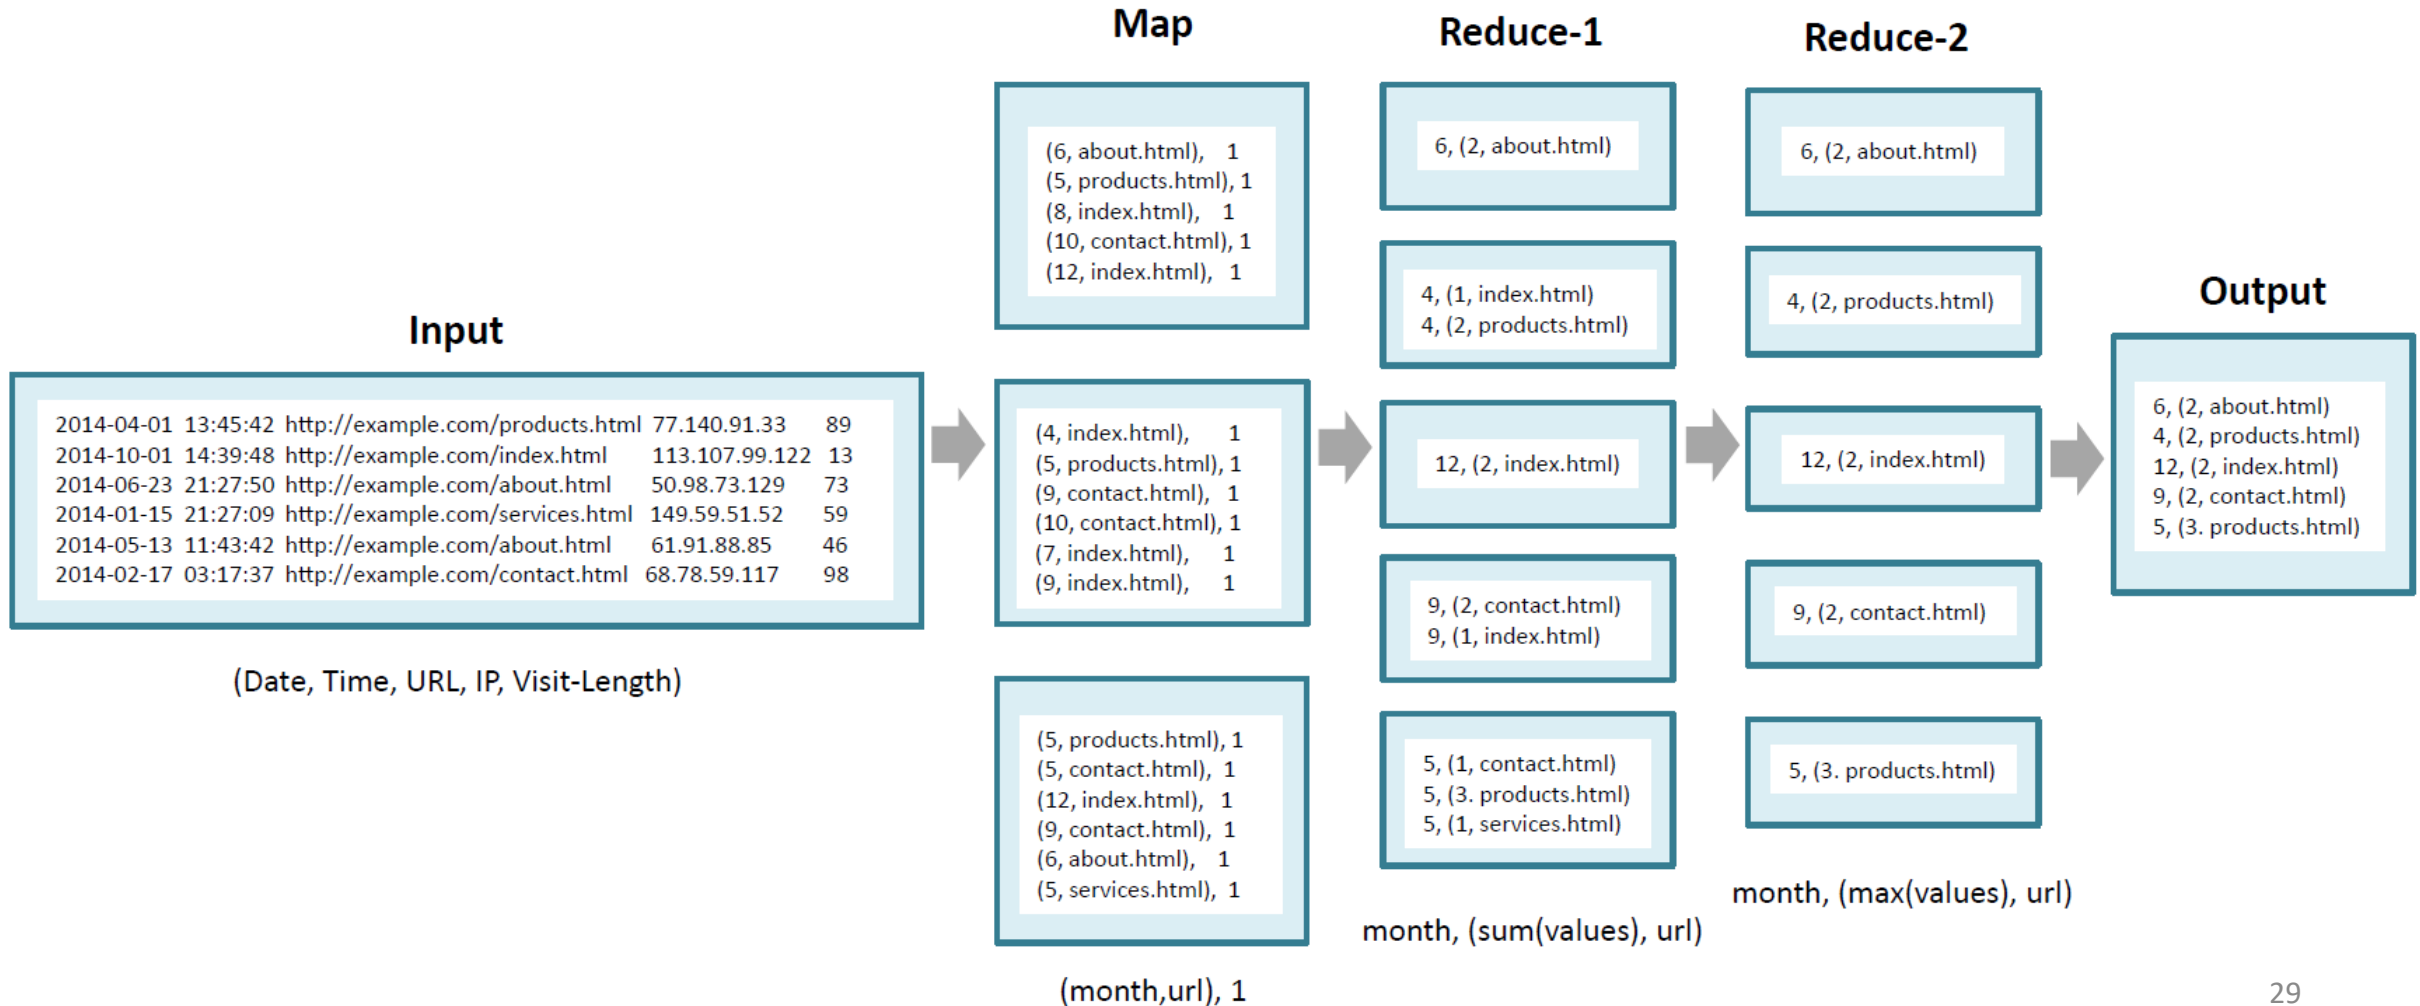 Input
2014-04-01 13:45:42 http://example.com/products.html 77.140.91.33 89
2014-10-01 14:39:48 http://example.com/index.html 113.107.99.122 13
2014-06-23 21:27:50 http://example.com/about.html 50.98.73.129 73
2014-01-15 21:27:09 http://example.com/services.html 149.59.51.52 59
2014-05-13 11:43:42 http://example.com/about.html 61.91.88.85 46
2014-02-17 03:17:37 http://example.com/contact.html 68.78.59.117 98
(Date, Time, URL, IP, Visit-Length)
Map
(6, about.html), 1
(5, products.html), 1
(8, index.html), 1
(10, contact.html), 1
(12, index.html), 1
(4, index.html), 1
(5, products.html), 1
(9, contact.html), 1
(10, contact.html), 1
(7, index.html), 1
(9, index.html), 1
(5, products.html), 1
(5, contact.html), 1
(12, index.html), 1
(9, contact.html), 1
(6, about.html), 1
(5, services.html), 1
(month,url), 1
Reduce-1
6, (2, about.html)
4, (1, index.html)
4, (2, products.html)
12, (2, index.html)
9, (2, contact.html)
9, (1, index.html)
5, (1, contact.html)
5, (3. products.html)
5, (1, services.html)
month, (sum(values), url)
Reduce-2
6, (2, about.html)
4, (2, products.html)
12, (2, index.html)
9, (2, contact.html)
5, (3. products.html)
month, (max(values), url)
Output
6, (2, about.html)
4, (2, products.html)
12, (2, index.html)
9, (2, contact.html)
5, (3. products.html)
29